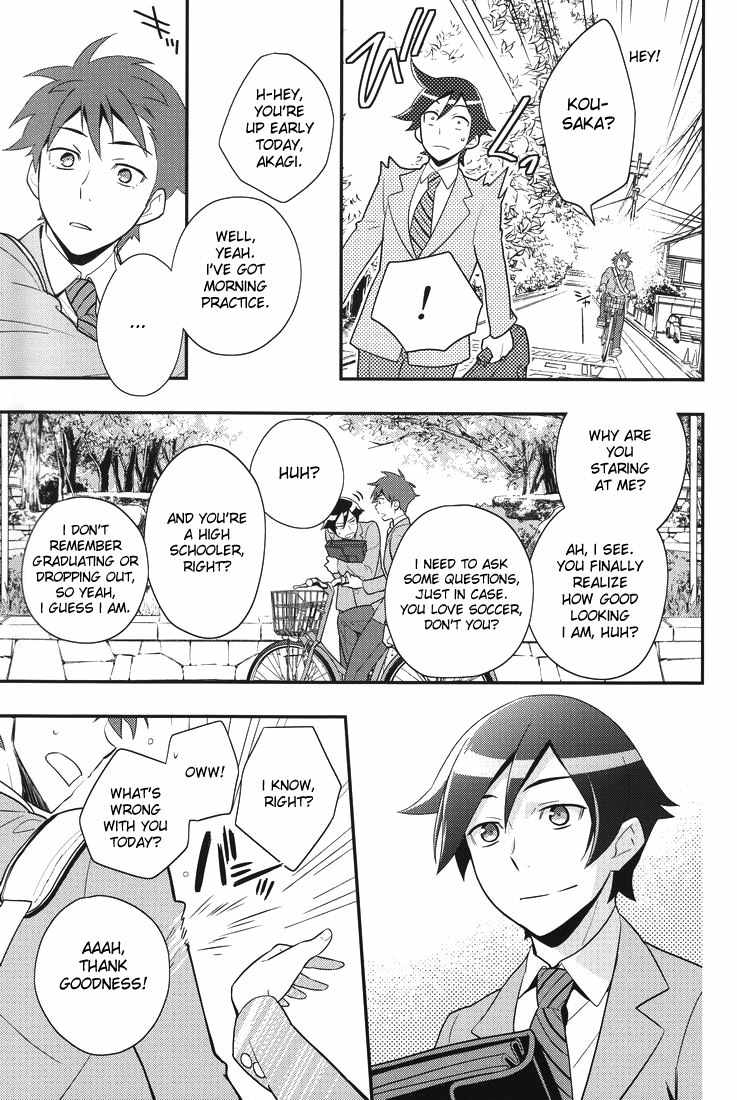 HEY!
KOU-
SAKA?
!
H-HEY,
YOU'RE
UP EARLY
TODAY,
AKAGI.
WELL,
YEAH.
I'VE GOT
MORNING
PRACTICE.
...
WHY ARE
YOU
STARING
AT ME?
AH, I SEE.
YOU FINALLY
REALIZE
HOW GOOD
LOOKING
I AM, HUH?
I NEED TO ASK
SOME QUESTIONS,
JUST IN CASE.
YOU LOVE SOCCER,
DON'T YOU?
HUH?
AND YOU'RE
A HIGH
SCHOOLER,
RIGHT?
I DON'T
REMEMBER
GRADUATING OR
DROPPING OUT,
SO YEAH,
I GUESS I AM.
I KNOW,
RIGHT?
OWW!
WHAT'S
WRONG
WITH YOU
TODAY?
AAAH,
THANK
GOODNESS!